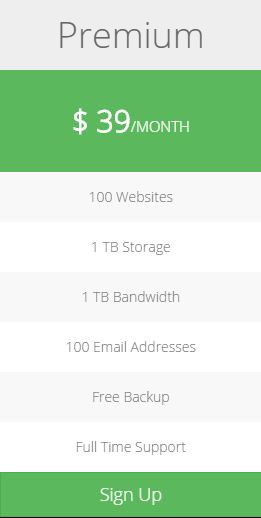 Premium
$ 39/MONTH
100 Websites
1 TB Storage
1 TB Bandwidth
100 Email Addresses
Free Backup
Full Time Support
Sign Up